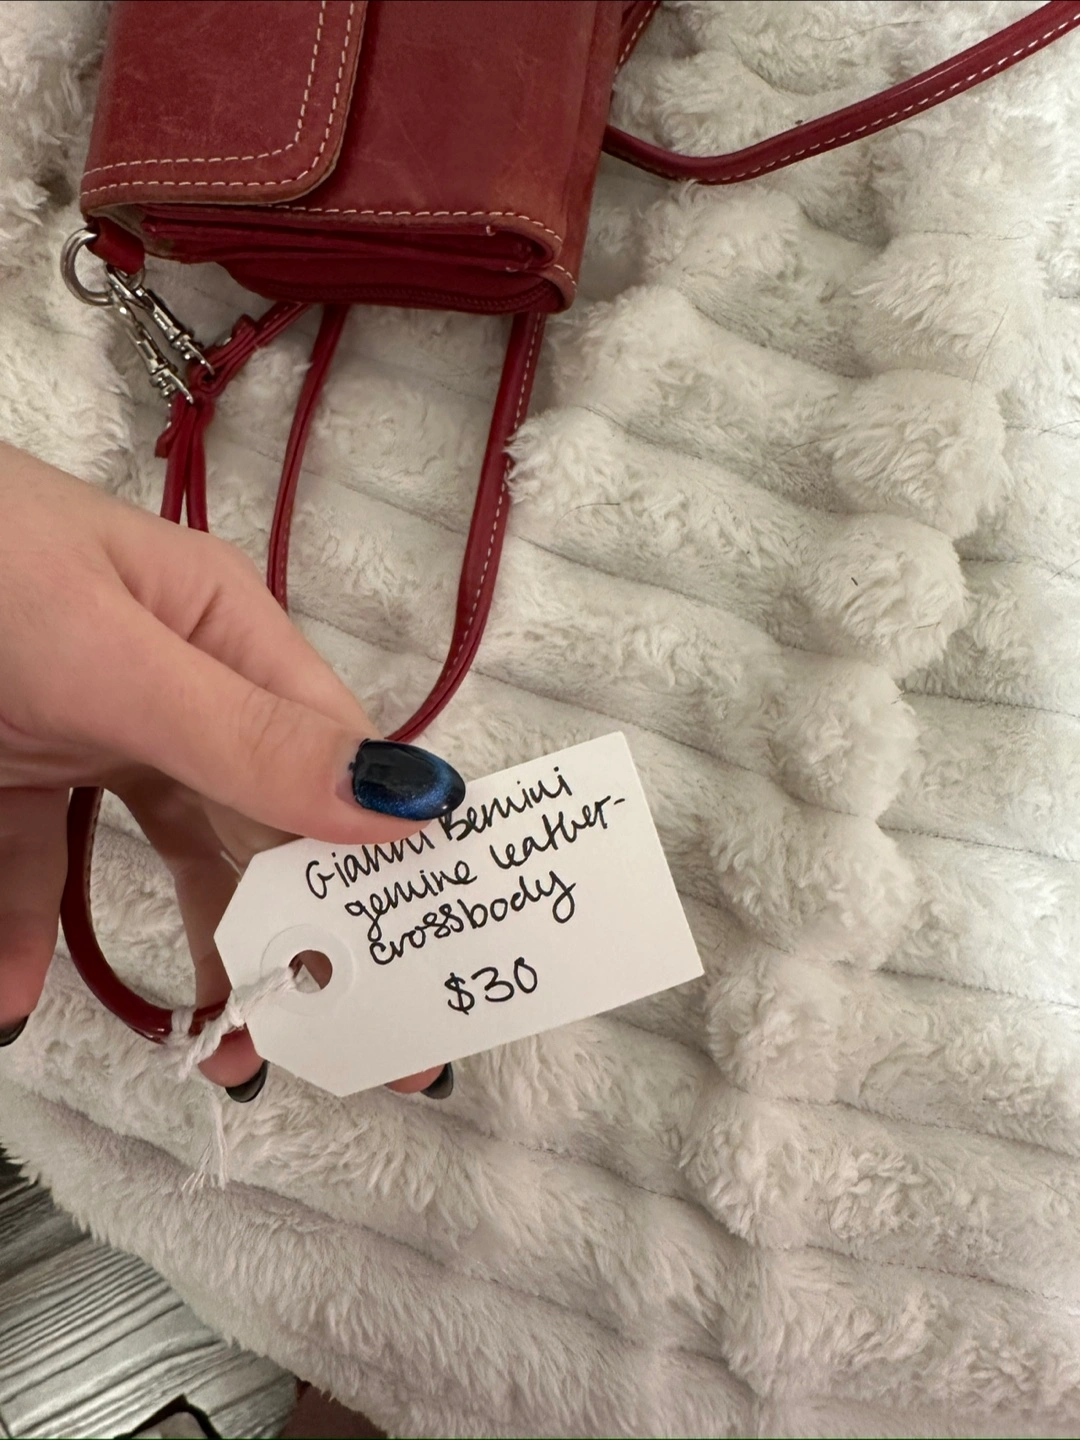 Gianni Bernini
genuine leather-
crossbody
$30